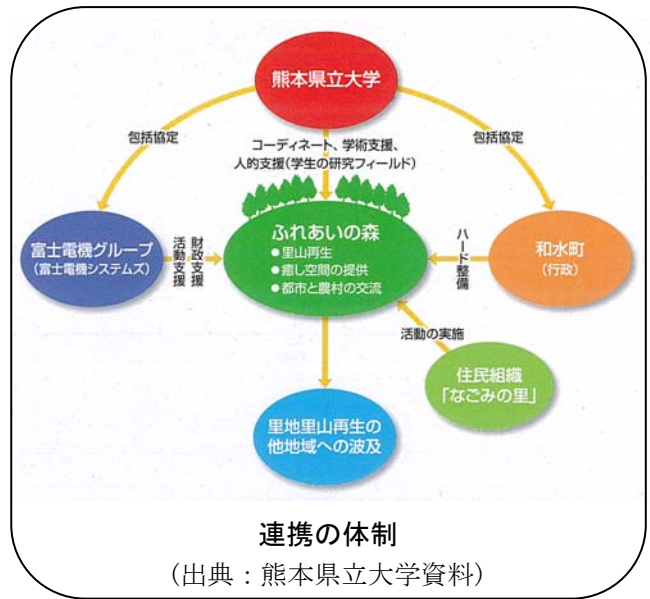 熊本県立大学
包括協定
コーディネート、学術支援、
人的支援(学生の研究フィールド)
包括協定
富士電機グループ
(富士電機システムズ)
財政支援
活動支援
ふれあいの森
●里山再生
●癒し空間の提供
●都市と農村の交流
ハード整備
和水町
(行政)
活動の実施
住民組織
「なごみの里」
里地里山再生の
他地域への波及
連携の体制
(出典：熊本県立大学資料)